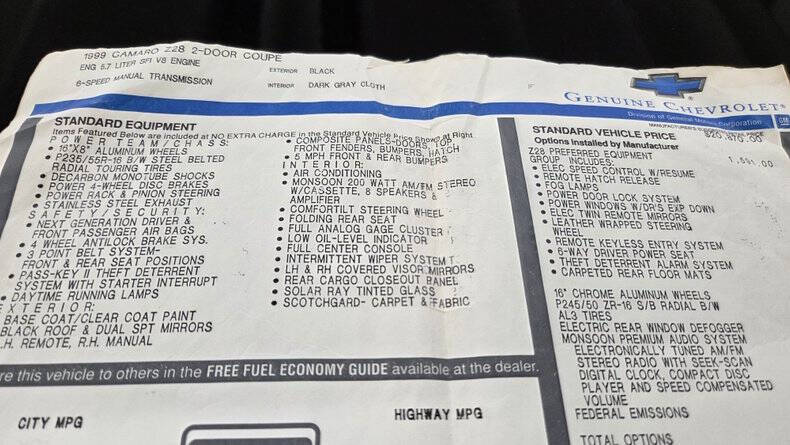 1999 CAMARO Z28 2-DOOR COUPE
ENG 5.7 LITER SFI V8 ENGINE
6-SPEED MANUAL TRANSMISSION
EXTERIOR BLACK
INTERIOR DARK GRAY CLOTH
GENUINE CHEVROLET®
Division of General Motors Corporation
GM
STANDARD EQUIPMENT
Items Featured Below are included at NO EXTRA CHARGE in the Standard Vehicle Price Shown at Right
POWER TEAM/CHASS:
16"X8" ALUMINUM WHEELS
• P235/55R-16 B/W STEEL BELTED
RADIAL TOURING TIRES
• DECARBON MONOTUBE SHOCKS
• POWER 4-WHEEL DISC BRAKES
• POWER RACK & PINION STEERING
• STAINLESS STEEL EXHAUST
SAFETY/SECURITY:
• NEXT GENERATION DRIVER &
FRONT PASSENGER AIR BAGS
• 4 WHEEL ANTILOCK BRAKE SYS.
• 3 POINT BELT SYSTEM-
FRONT & REAR SEAT POSITIONS
• PASS-KEY II THEFT DETERRENT
SYSTEM WITH STARTER INTERRUPT
• DAYTIME RUNNING LAMPS
EXTERIOR:
BASE COAT/CLEAR COAT PAINT
BLACK ROOF & DUAL SPT MIRRORS
L.H. REMOTE, R.H. MANUAL
• COMPOSITE PANELS-DOORS, TOP
FRONT FENDERS, BUMPERS, HATCH
• 5 MPH FRONT & REAR BUMPERS
INTERIOR:
• AIR CONDITIONING
• MONSOON 200 WATT AM/FM STEREO
W/CASSETTE, 8 SPEAKERS &
AMPLIFIER
• COMFORTILT STEERING WHEEL
• FOLDING REAR SEAT
• FULL ANALOG GAGE CLUSTER
• LOW OIL-LEVEL INDICATOR
• FULL CENTER CONSOLE
• INTERMITTENT WIPER SYSTEM
• LH & RH COVERED VISOR MIRRORS
• REAR CARGO CLOSEOUT PANEL
• SOLAR RAY TINTED GLASS
• SCOTCHGARD- CARPET & FABRIC
STANDARD VEHICLE PRICE
Options Installed by Manufacturer
Z28 PREFERRED EQUIPMENT
GROUP INCLUDES:
• ELEC SPEED CONTROL W/RESUME
• REMOTE HATCH RELEASE
• FOG LAMPS
• POWER DOOR LOCK SYSTEM
• POWER WINDOWS W/DRS EXP DOWN
• ELEC TWIN REMOTE MIRRORS
• LEATHER WRAPPED STEERING
WHEEL
• REMOTE KEYLESS ENTRY SYSTEM
• 6-WAY DRIVER POWER SEAT
• THEFT DETERRENT ALARM SYSTEM
• CARPETED REAR FLOOR MATS
16" CHROME ALUMINUM WHEELS
P245/50 ZR-16 S/B RADIAL B/W
AL3 TIRES
ELECTRIC REAR WINDOW DEFOGGER
MONSOON PREMIUM AUDIO SYSTEM
ELECTRONICALLY TUNED AM/FM
STEREO RADIO WITH SEEK-SCAN
DIGITAL CLOCK, COMPACT DISC
PLAYER AND SPEED COMPENSATED
VOLUME
FEDERAL EMISSIONS
TOTAL OPTIONS
re this vehicle to others in the FREE FUEL ECONOMY GUIDE available at the dealer.
CITY MPG
HIGHWAY MPG